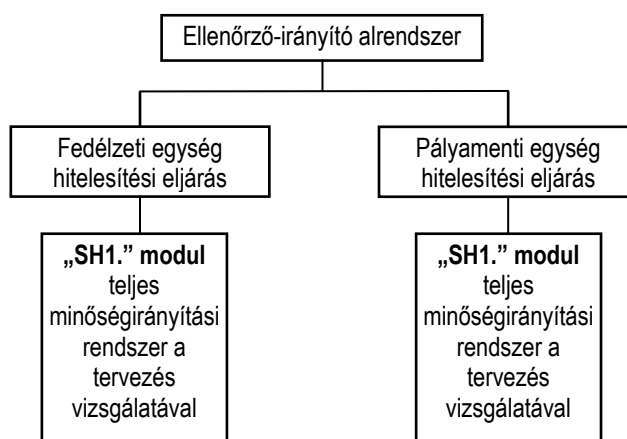 Ellenőrző-irányító alrendszer
Fedélzeti egység
hitelesítési eljárás
Pályamenti egység
hitelesítési eljárás
„SH1.” modul
teljes
minőségirányítási
rendszer a
tervezés
vizsgálatával
„SH1.” modul
teljes
minőségirányítási
rendszer a
tervezés
vizsgálatával